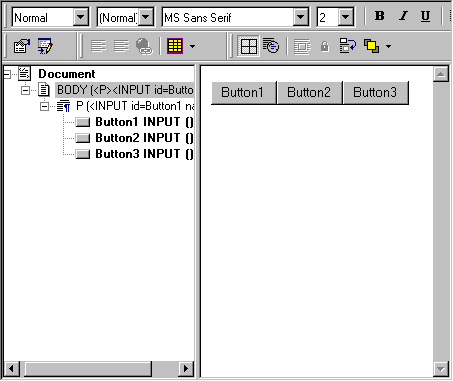 Normal (Normal MS Sans Serif 2 B I U
Document
BODY (<P><INPUT id=Butto
P (<INPUT id=Button1 na
Button1 INPUT ()
Button2 INPUT ()
Button3 INPUT ()
Button1 Button2 Button3